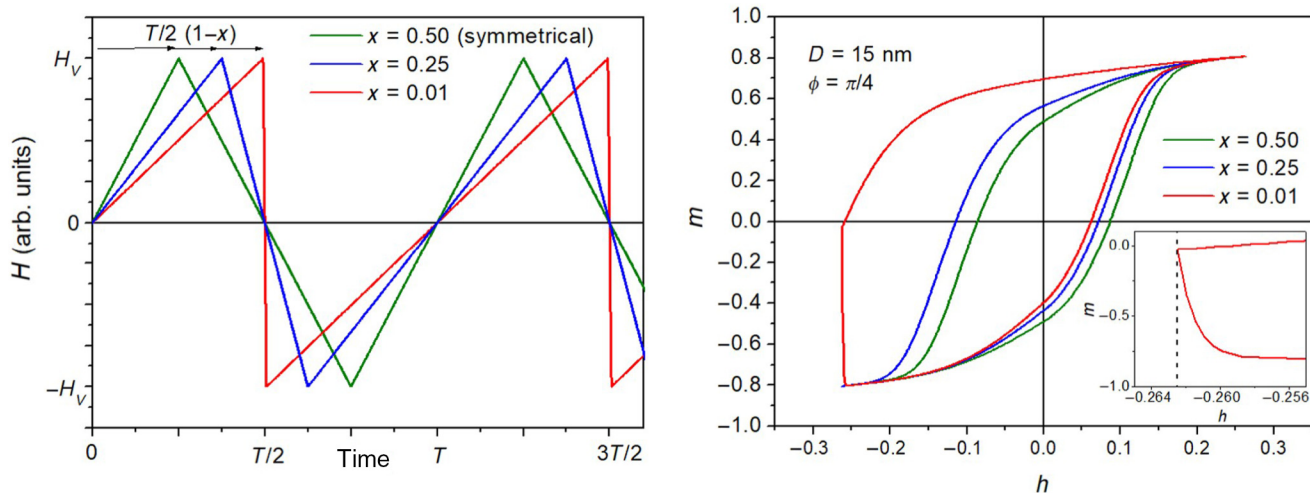 T/2 (1–x)
x = 0.50 (symmetrical)
x = 0.25
x = 0.01
H_V
0
–H_V
H (arb. units)
0
T/2
Time
T
3T/2
1.0
0.8
0.6
0.4
0.2
0.0
–0.2
–0.4
–0.6
–0.8
–1.0
m
D = 15 nm
ϕ = π/4
x = 0.50
x = 0.25
x = 0.01
0.0
–0.5
–1.0
m
–0.264
–0.260
–0.256
h
–0.3
–0.2
–0.1
0.0
0.1
0.2
0.3
h